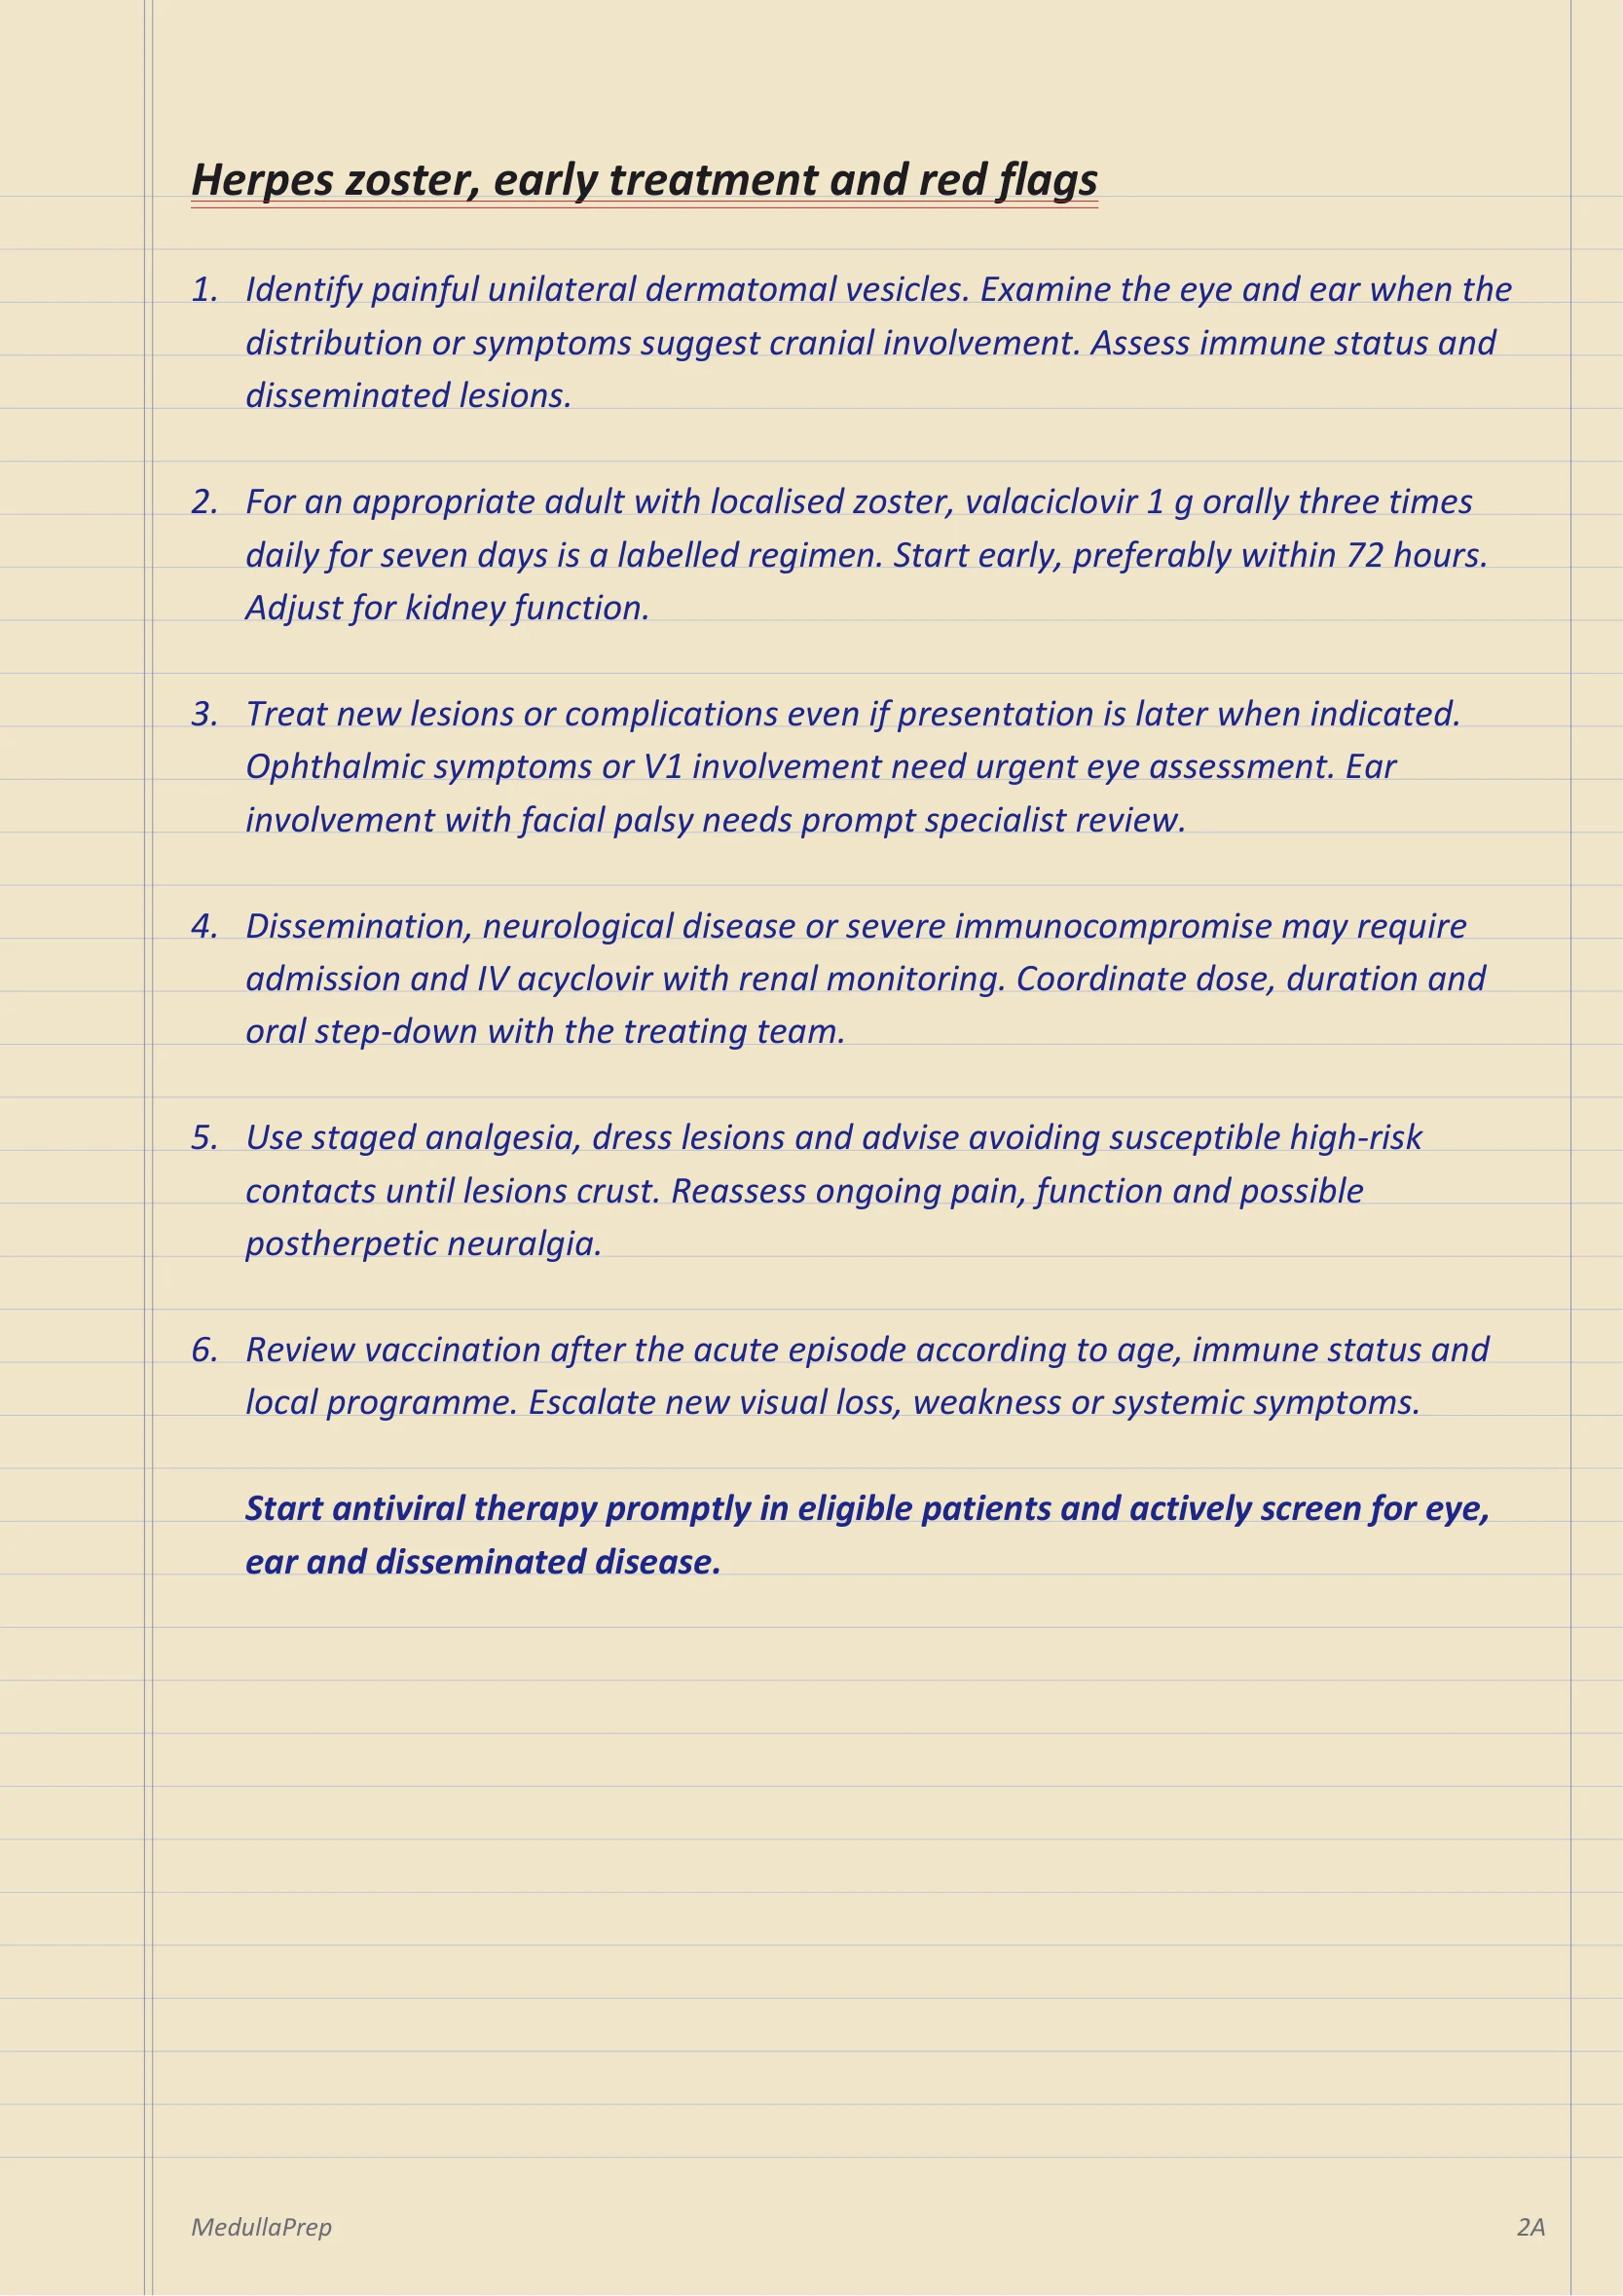 Herpes zoster, early treatment and red flags
1. Identify painful unilateral dermatomal vesicles. Examine the eye and ear when the
distribution or symptoms suggest cranial involvement. Assess immune status and
disseminated lesions.
2. For an appropriate adult with localised zoster, valaciclovir 1 g orally three times
daily for seven days is a labelled regimen. Start early, preferably within 72 hours.
Adjust for kidney function.
3. Treat new lesions or complications even if presentation is later when indicated.
Ophthalmic symptoms or V1 involvement need urgent eye assessment. Ear
involvement with facial palsy needs prompt specialist review.
4. Dissemination, neurological disease or severe immunocompromise may require
admission and IV acyclovir with renal monitoring. Coordinate dose, duration and
oral step-down with the treating team.
5. Use staged analgesia, dress lesions and advise avoiding susceptible high-risk
contacts until lesions crust. Reassess ongoing pain, function and possible
postherpetic neuralgia.
6. Review vaccination after the acute episode according to age, immune status and
local programme. Escalate new visual loss, weakness or systemic symptoms.
Start antiviral therapy promptly in eligible patients and actively screen for eye,
ear and disseminated disease.
MedullaPrep
2A